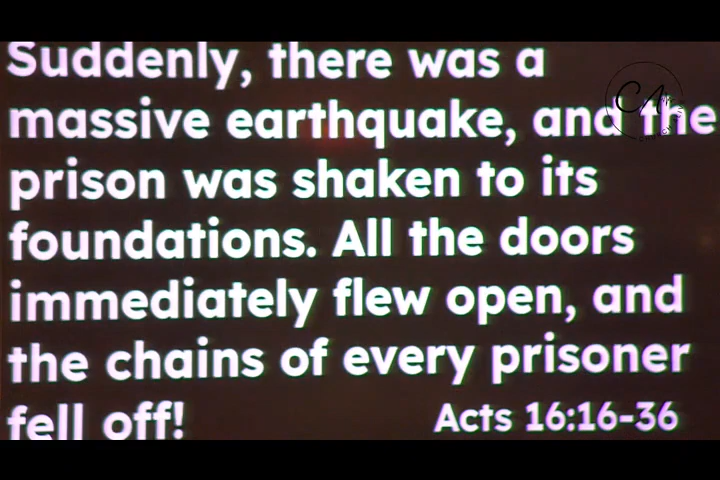 Suddenly, there was a
massive earthquake, and the
prison was shaken to its
foundations. All the doors
immediately flew open, and
the chains of every prisoner
fell off!
Acts 16:16-36
CA